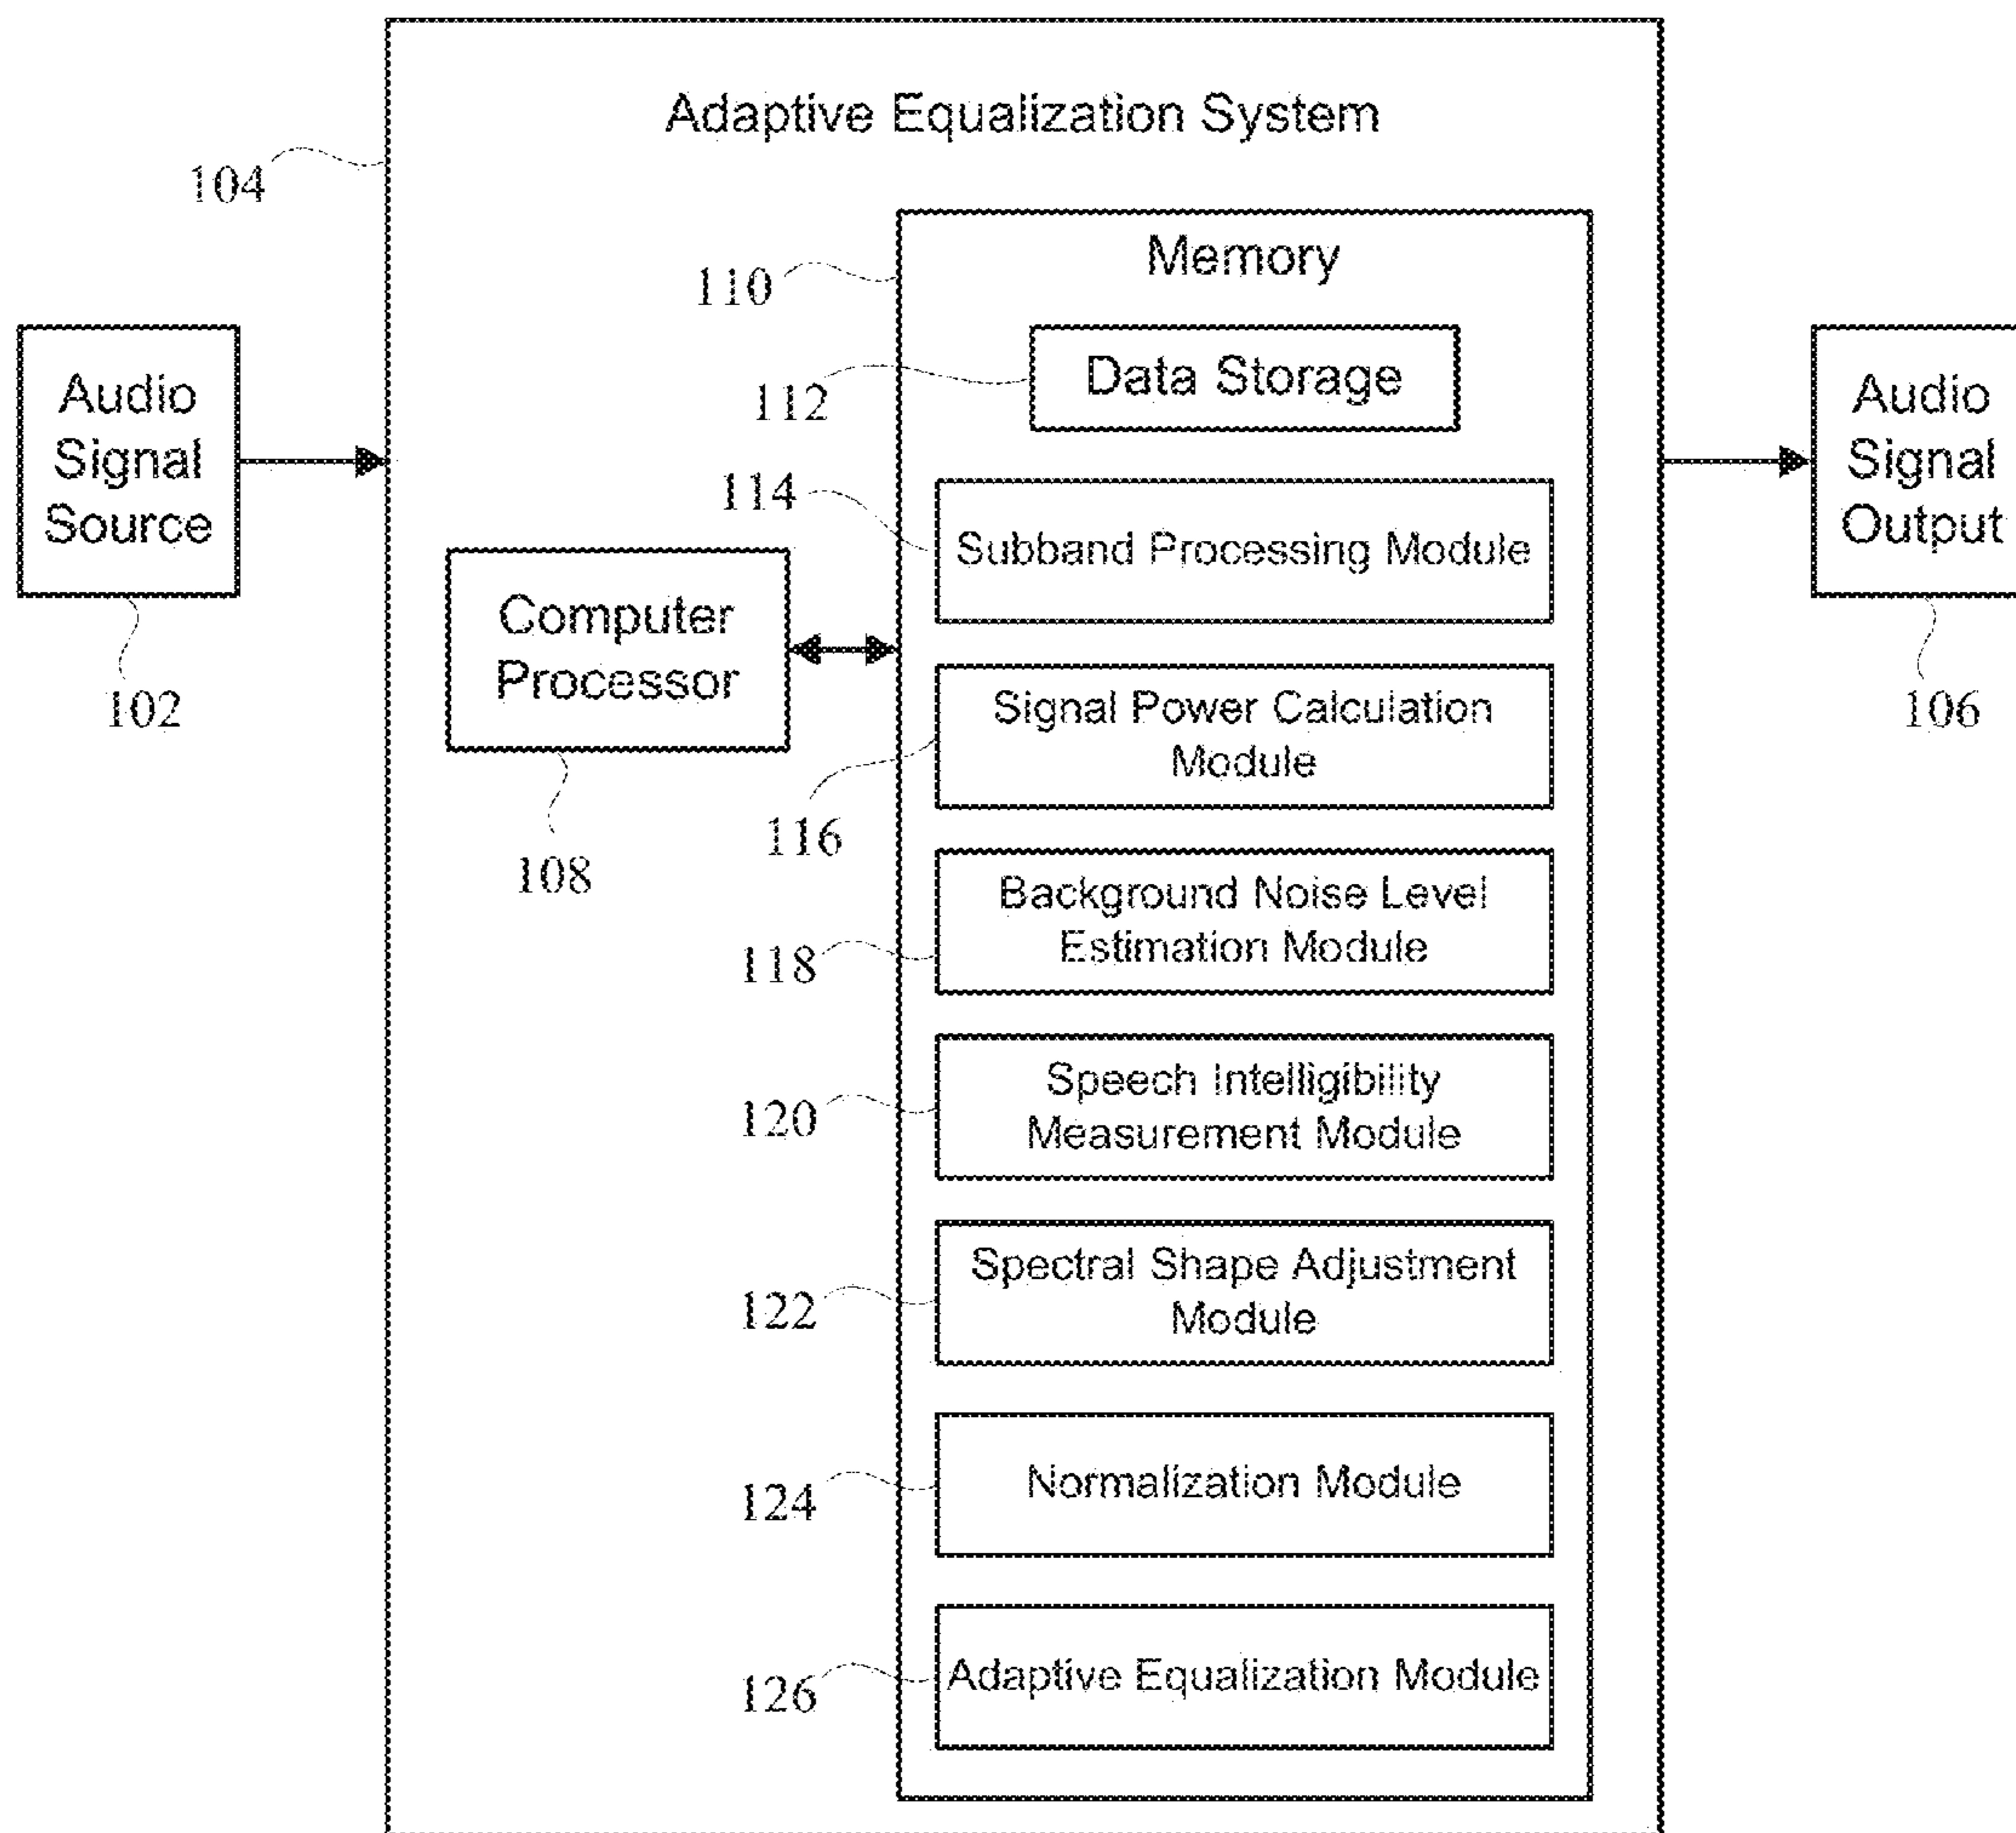 Adaptive Equalization System
104
110
Memory
Audio
Signal
Source
102
Data Storage
112
114
Subband Processing Module
Computer
Processor
108
Signal Power Calculation
Module
116
Background Noise Level
Estimation Module
118
Speech Intelligibility
Measurement Module
120
Spectral Shape Adjustment
Module
122
Normalization Module
124
Adaptive Equalization Module
126
Audio
Signal
Output
106